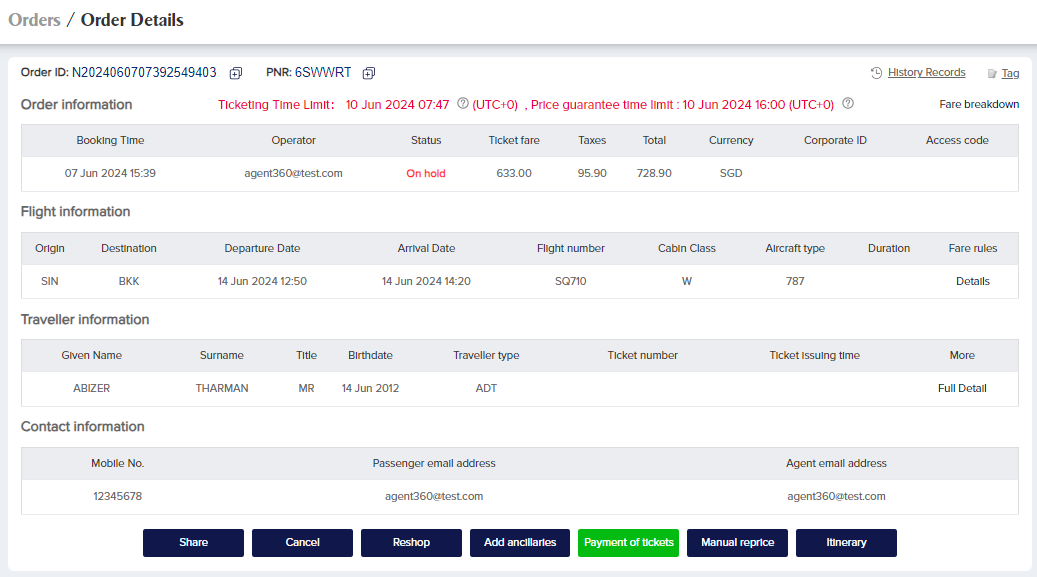 Orders / Order Details
Order ID: N2024060707392549403 PNR: 6SWWRT History Records Tag
Order information Ticketing Time Limit: 10 Jun 2024 07:47 (UTC+0) , Price guarantee time limit : 10 Jun 2024 16:00 (UTC+0) Fare breakdown
Booking Time Operator Status Ticket fare Taxes Total Currency Corporate ID Access code
07 Jun 2024 15:39 agent360@test.com On hold 633.00 95.90 728.90 SGD
Flight information
Origin Destination Departure Date Arrival Date Flight number Cabin Class Aircraft type Duration Fare rules
SIN BKK 14 Jun 2024 12:50 14 Jun 2024 14:20 SQ710 W 787 Details
Traveller information
Given Name Surname Title Birthdate Traveller type Ticket number Ticket issuing time More
ABIZER THARMAN MR 14 Jun 2012 ADT Full Detail
Contact information
Mobile No. Passenger email address Agent email address
12345678 agent360@test.com agent360@test.com
Share Cancel Reshop Add ancillaries Payment of tickets Manual reprice Itinerary